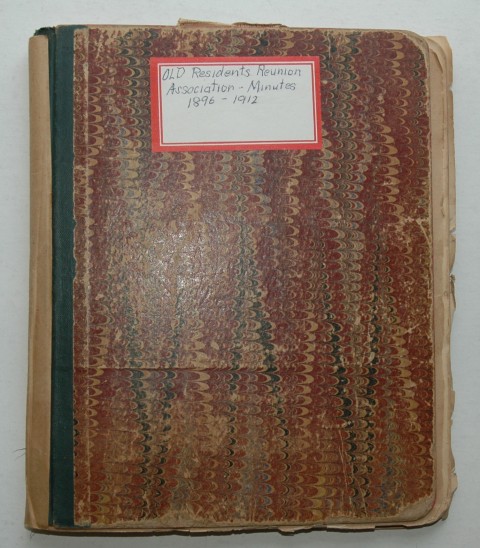 OLD Residents Reunion
Association - Minutes
1896 - 1912